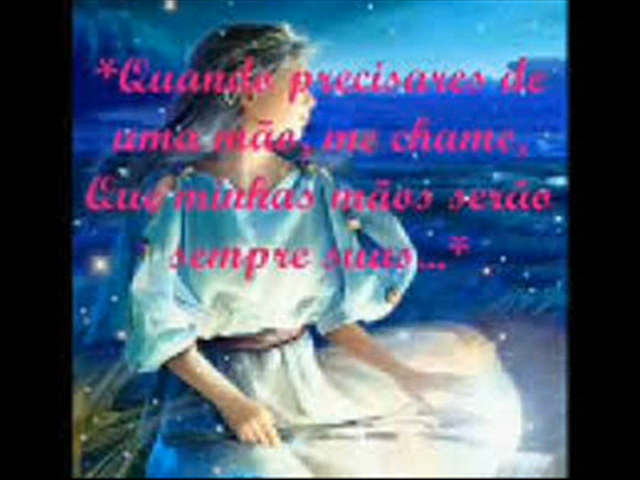 *Quando precisares de
uma mão, me chame,
Que minhas mãos serão
sempre suas...*